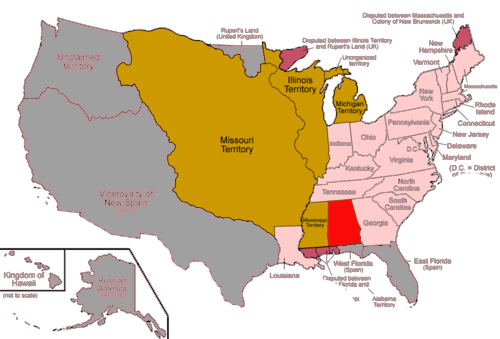 Rupert's Land
(United Kingdom)
Disputed between Massachusetts and
Colony of New Brunswick (UK)
Disputed between Illinois Territory
and Rupert's Land (UK)
Unorganized
territory
New
Hampshire
Vermont
Unclaimed
territory
Illinois
Territory
Michigan
Territory
New
York
Massachusetts
Rhode
Island
Connecticut
New Jersey
Pennsylvania
Missouri
Territory
Indiana
Ohio
D.C.
Delaware
Maryland
(D.C. = District
Virginia
Kentucky
Viceroyalty of
New Spain
North
Carolina
Tennessee
South
Carolina
Mississippi
Territory
Georgia
Louisiana
West Florida
(Spain)
East Florida
(Spain)
Disputed between
Florida and
Alabama
Territory
Kingdom of
Hawaii
(not to scale)
Russian
America